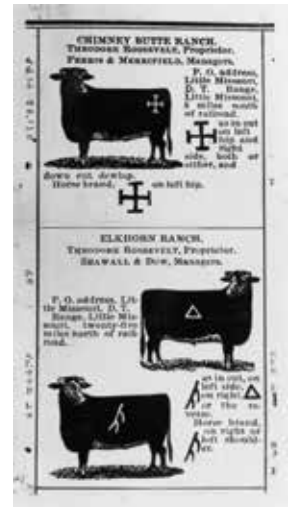 CHIMNEY BUTTE RANCH.
THEODORE ROOSEVELT, Proprietor.
FERRIS & MERRIFIELD, Managers.
P. O. address,
Little Missouri,
D. T. Range,
Little Missouri,
8 miles south
of railroad.
as in cut
on left
hip and
right
side, both or
either, and
down cut dewlap.
Horse brand, on left hip.
ELKHORN RANCH.
THEODORE ROOSEVELT, Proprietor.
SEAWALL & DOW, Managers.
P. O. address, Lit-
tle Missouri, D. T.
Range, Little Mis-
souri, twenty-five
miles north of rail-
road.
as in cut, on
left side,
on right,
or the re-
verse.
Horse brand,
on right or
left should-
er.